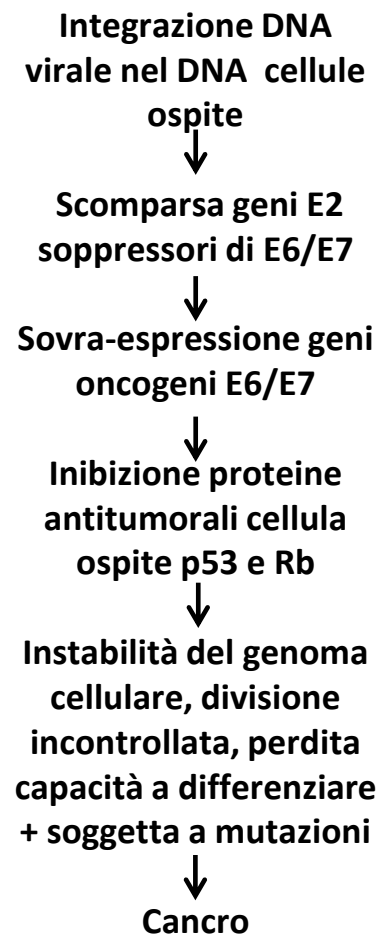 Integrazione DNA
virale nel DNA cellule
ospite
Scomparsa geni E2
soppressori di E6/E7
Sovra-espressione geni
oncogeni E6/E7
Inibizione proteine
antitumorali cellula
ospite p53 e Rb
Instabilità del genoma
cellulare, divisione
incontrollata, perdita
capacità a differenziare
+ soggetta a mutazioni
Cancro